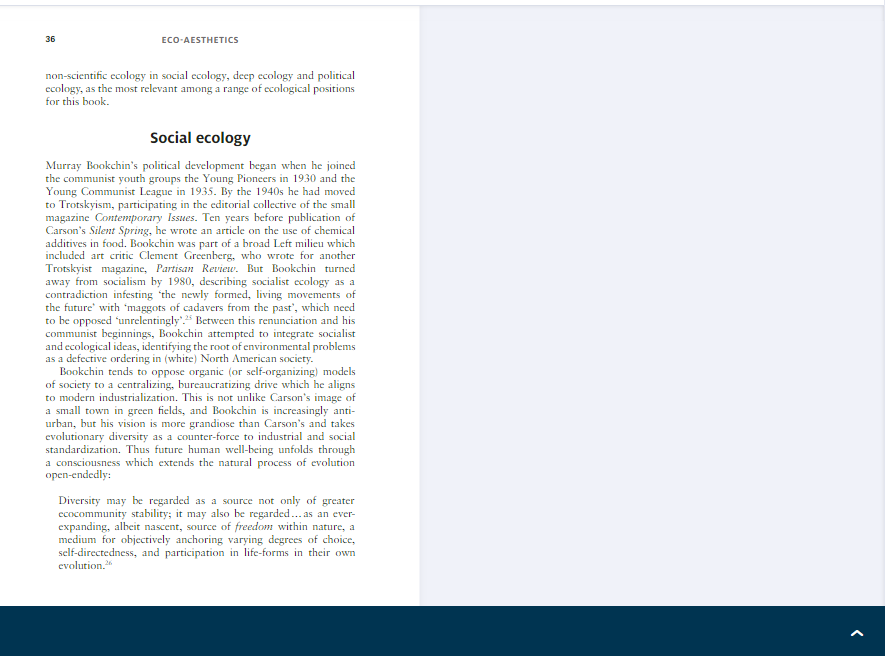 36
ECO-AESTHETICS
non-scientific ecology in social ecology, deep ecology and political
ecology, as the most relevant among a range of ecological positions
for this book.
Social ecology
Murray Bookchin’s political development began when he joined
the communist youth groups the Young Pioneers in 1930 and the
Young Communist League in 1935. By the 1940s he had moved
to Trotskyism, participating in the editorial collective of the small
magazine Contemporary Issues. Ten years before publication of
Carson’s Silent Spring, he wrote an article on the use of chemical
additives in food. Bookchin was part of a broad Left milieu which
included art critic Clement Greenberg, who wrote for another
Trotskyist magazine, Partisan Review. But Bookchin turned
away from socialism by 1980, describing socialist ecology as a
contradiction infesting ‘the newly formed, living movements of
the future’ with ‘maggots of cadavers from the past’, which need
to be opposed ‘unrelentingly’.25 Between this renunciation and his
communist beginnings, Bookchin attempted to integrate socialist
and ecological ideas, identifying the root of environmental problems
as a defective ordering in (white) North American society.
Bookchin tends to oppose organic (or self-organizing) models
of society to a centralizing, bureaucratizing drive which he aligns
to modern industrialization. This is not unlike Carson’s image of
a small town in green fields, and Bookchin is increasingly anti-
urban, but his vision is more grandiose than Carson’s and takes
evolutionary diversity as a counter-force to industrial and social
standardization. Thus future human well-being unfolds through
a consciousness which extends the natural process of evolution
open-endedly:
Diversity may be regarded as a source not only of greater
ecocommunity stability; it may also be regarded…as an ever-
expanding, albeit nascent, source of freedom within nature, a
medium for objectively anchoring varying degrees of choice,
self-directedness, and participation in life-forms in their own
evolution.26